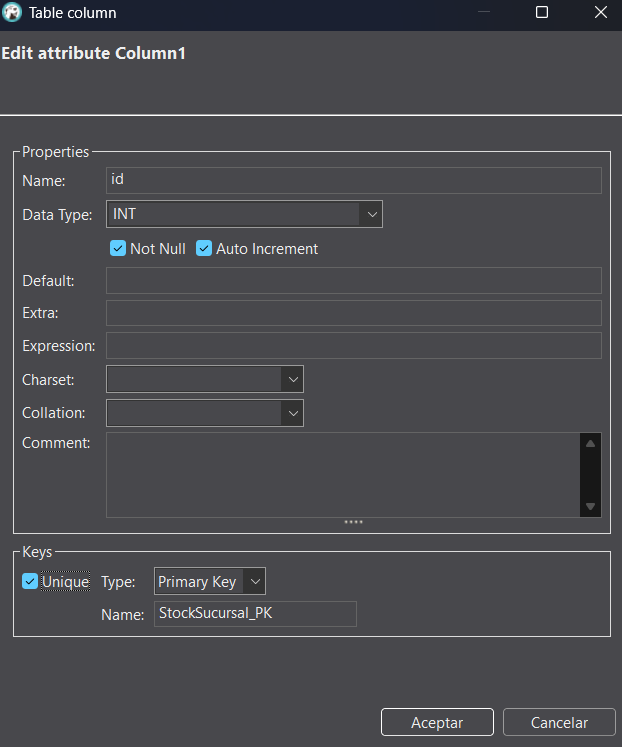 Table column
Edit attribute Column1
Properties
Name: id
Data Type: INT
Not Null Auto Increment
Default:
Extra:
Expression:
Charset:
Collation:
Comment:
Keys
Unique Type: Primary Key
Name: StockSucursal_PK
Aceptar Cancelar